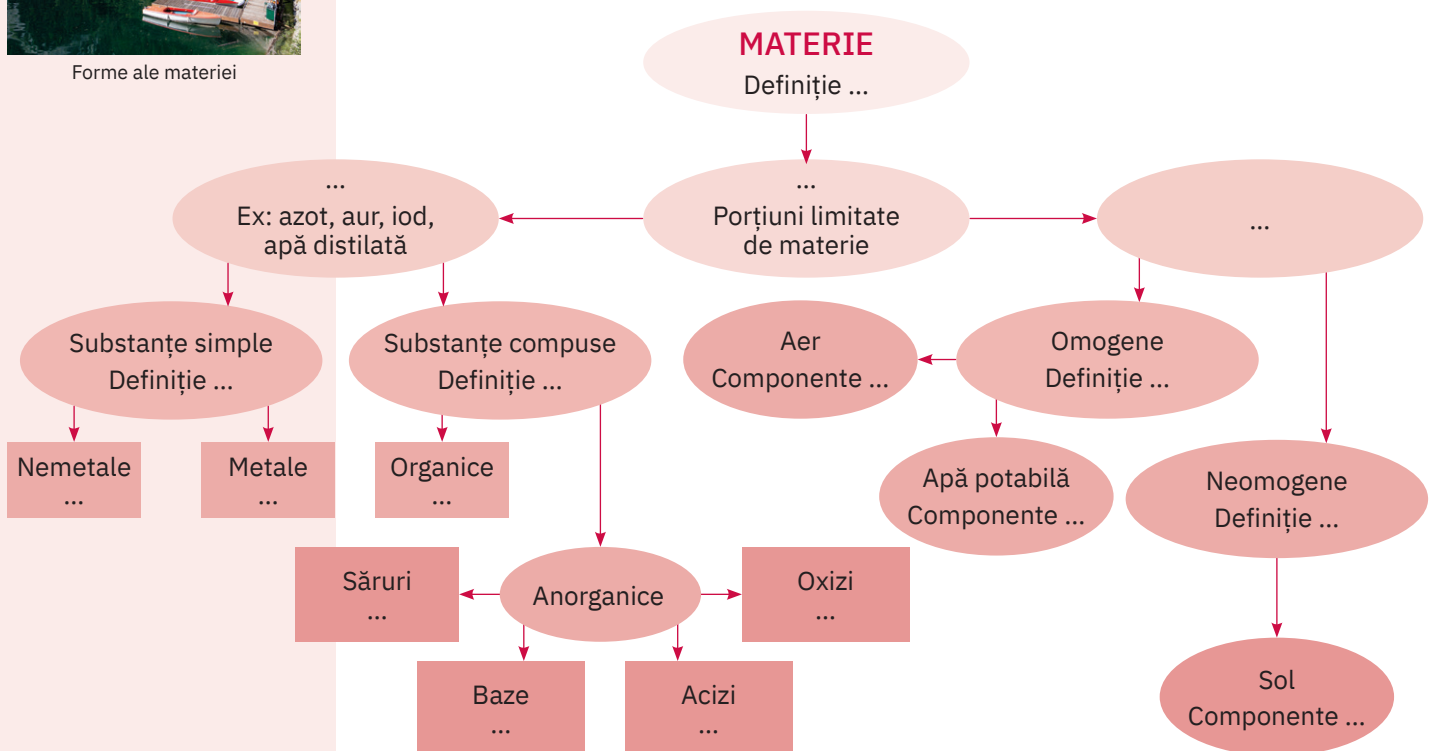 Forme ale materiei
MATERIE
Definiție ...
...
Ex: azot, aur, iod,
apă distilată
...
Porțiuni limitate
de materie
...
Substanțe simple
Definiție ...
Substanțe compuse
Definiție ...
Aer
Componente ...
Omogene
Definiție ...
Nemetale
...
Metale
...
Organice
...
Apă potabilă
Componente ...
Neomogene
Definiție ...
Săruri
...
Anorganice
Oxizi
...
Baze
...
Acizi
...
Sol
Componente ...